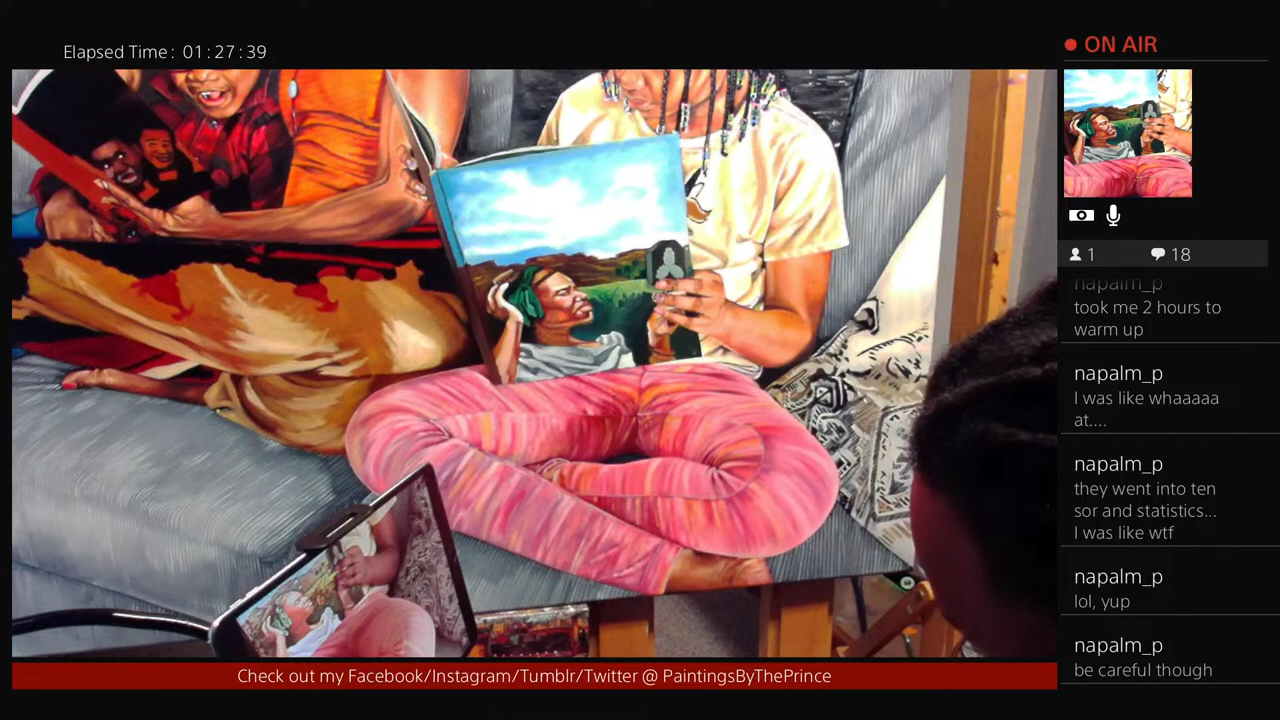 Elapsed Time: 01:27:39
ON AIR
1 18
napalm_p
took me 2 hours to
warm up
napalm_p
I was like whaaaaa
at....
napalm_p
they went into ten
sor and statistics...
I was like wtf
napalm_p
lol, yup
napalm_p
be careful though
Check out my Facebook/Instagram/Tumblr/Twitter @ PaintingsByThePrince